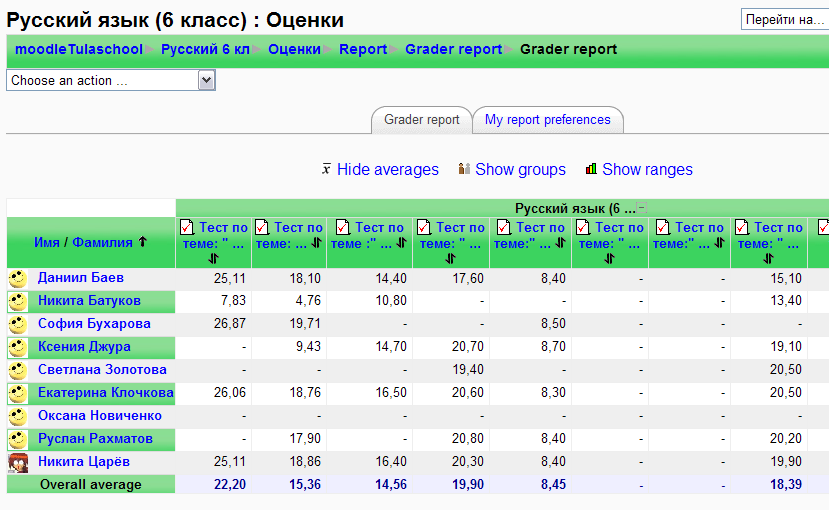 Русский язык (6 класс) : Оценки
Перейти на...
moodleTulaschool Русский 6 кл Оценки Report Grader report Grader report
Choose an action ...
Grader report My report preferences
x Hide averages Show groups Show ranges
Русский язык (6 ...
Имя / Фамилия Тест по теме: " ... Тест по теме: ... Тест по теме :" ... Тест по теме: " ... Тест по теме:" ... Тест по теме: " ... Тест по теме:" ... Тест по теме: " ...
Даниил Баев 25,11 18,10 14,40 17,60 8,40 - - 15,10
Никита Батуков 7,83 4,76 10,80 - - - - 13,40
София Бухарова 26,87 19,71 - - 8,50 - - -
Ксения Джура - 9,43 14,70 20,70 8,70 - - 19,10
Светлана Золотова - - - 19,40 - - - 20,50
Екатерина Клочкова 26,06 18,76 16,50 20,60 8,30 - - 20,50
Оксана Новиченко - - - - - - - -
Руслан Рахматов - 17,90 - 20,80 8,40 - - 20,20
Никита Царёв 25,11 18,86 16,40 20,30 8,40 - - 19,90
Overall average 22,20 15,36 14,56 19,90 8,45 - - 18,39